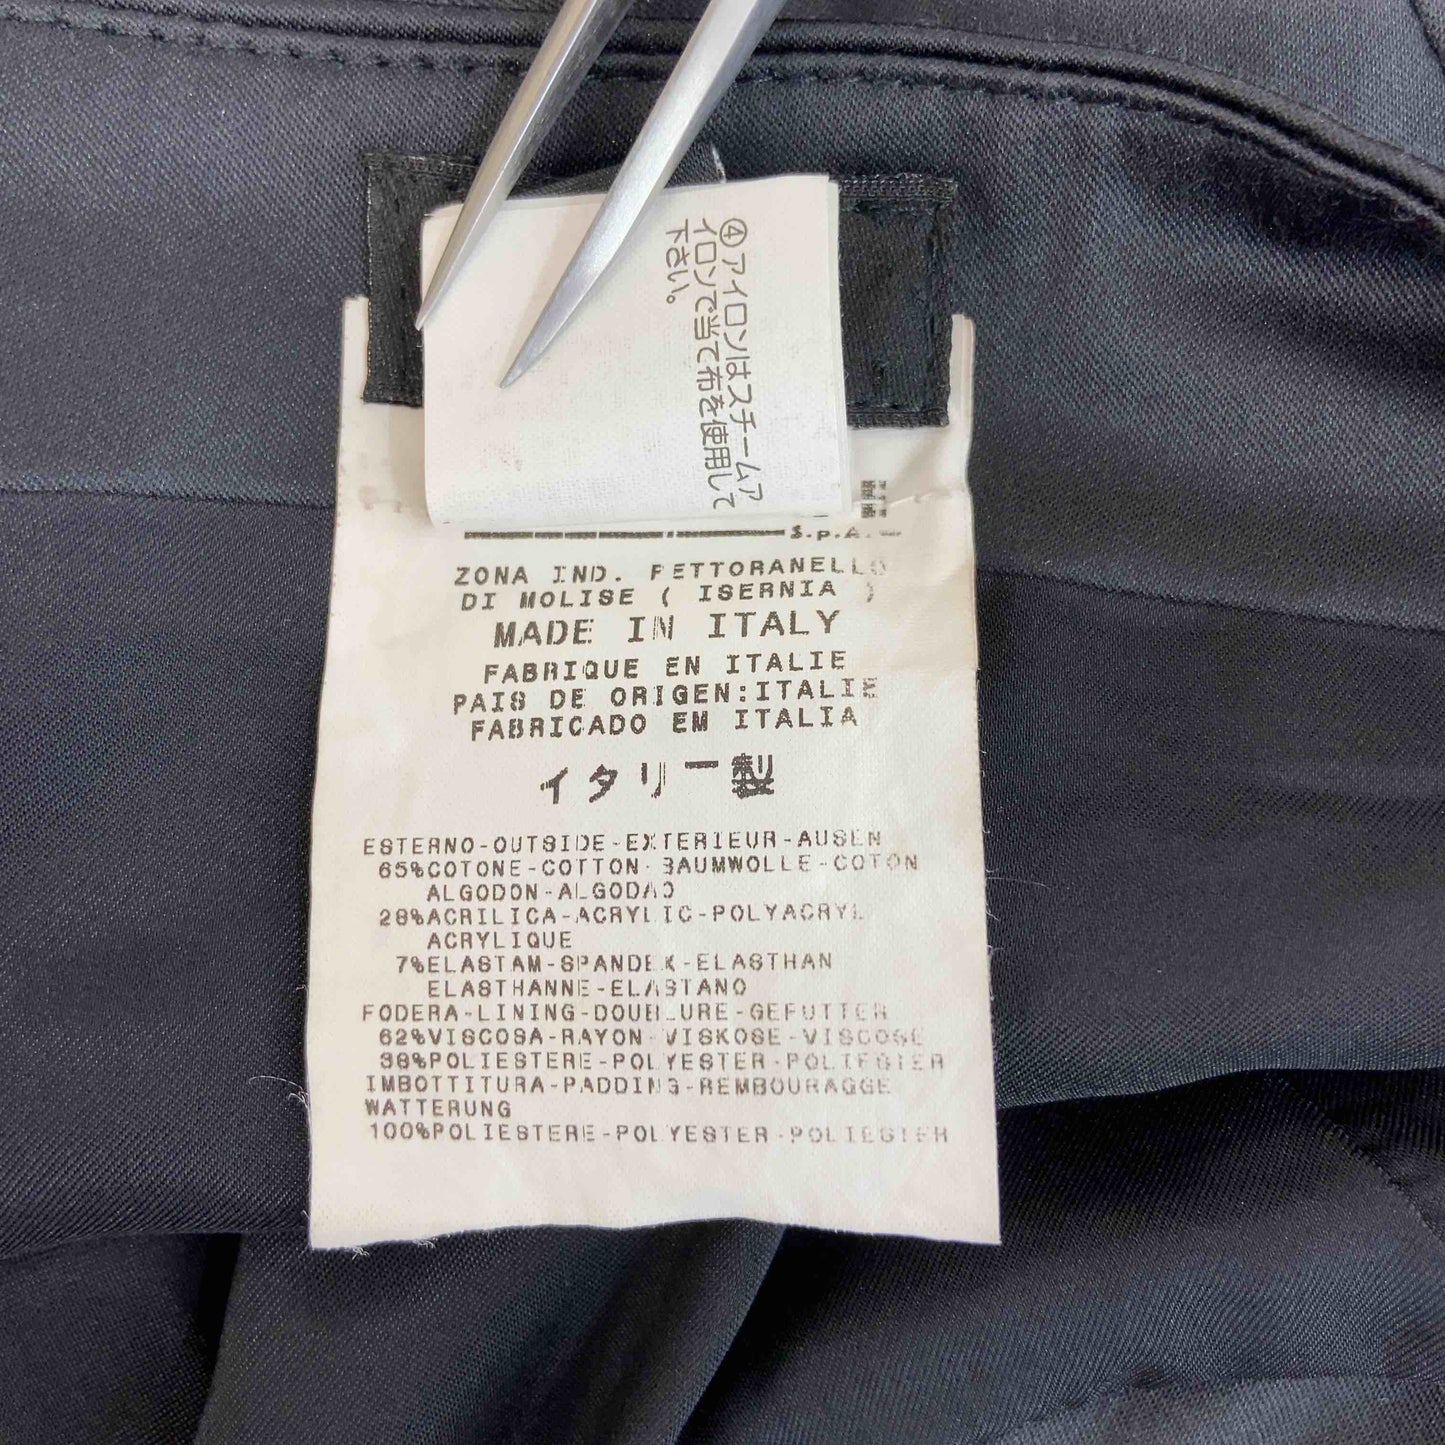 ④アイロンはスチームア
イロンで当て布を使用して
下さい。
S.p.A.
ZONA IND. PETTORANELLO
DI MOLISE ( ISERNIA )
MADE IN ITALY
FABRIQUE EN ITALIE
PAIS DE ORIGEN:ITALIE
FABRICADO EM ITALIA
イタリー製
ESTERNO-OUTSIDE-EXTERIEUR-AUSEN
65%COTONE-COTTON-BAUMWOLLE-COTON
ALGODON-ALGODAO
28%ACRILICA-ACRYLIC-POLYACRYL
ACRYLIQUE
7%ELASTAM-SPANDEX-ELASTHAN
ELASTHANNE-ELASTANO
FODERA-LINING-DOUBLURE-GEFUTTER
62%VISCOSA-RAYON-VISKOSE-VISCOSE
38%POLIESTERE-POLYESTER-POLIESTER
IMBOTTITURA-PADDING-REMBOURAGGE
WATTERUNG
100%POLIESTERE-POLYESTER-POLIESTER